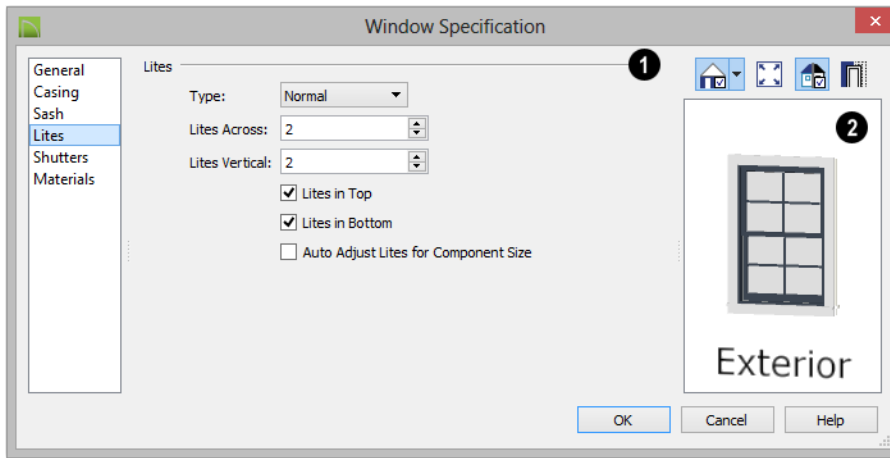 Window Specification
General
Casing
Sash
Lites
Shutters
Materials
Lites
1
Type: Normal
Lites Across: 2
Lites Vertical: 2
Lites in Top
Lites in Bottom
Auto Adjust Lites for Component Size
2
Exterior
OK Cancel Help